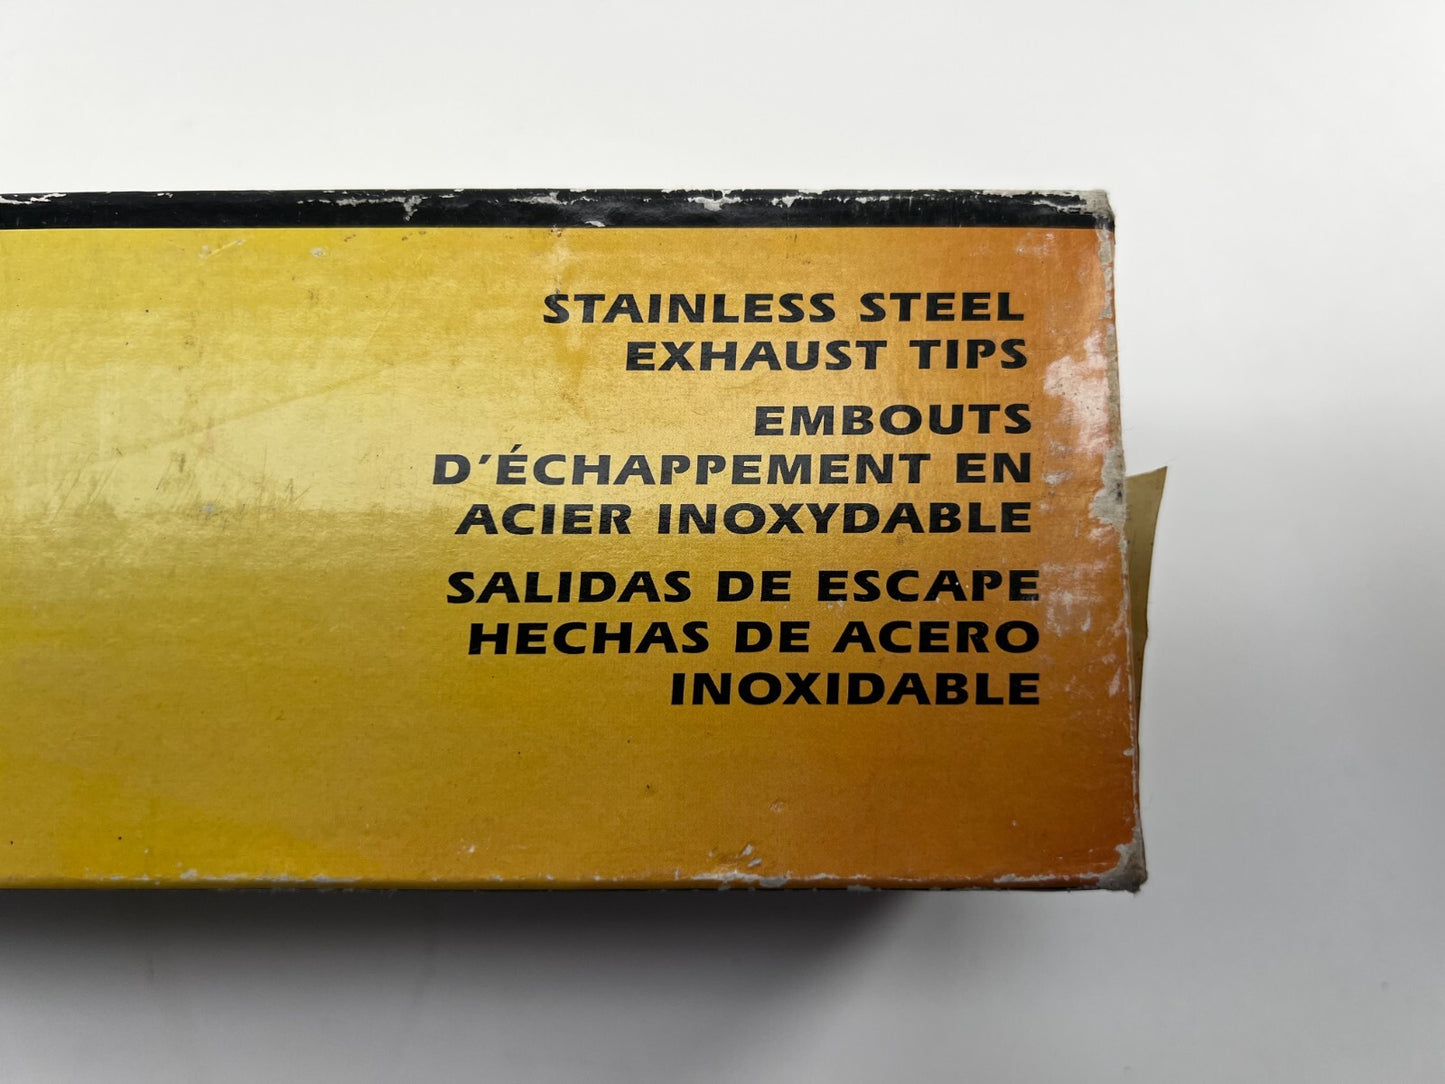 STAINLESS STEEL
EXHAUST TIPS
EMBOUTS
D'ÉCHAPPEMENT EN
ACIER INOXYDABLE
SALIDAS DE ESCAPE
HECHAS DE ACERO
INOXIDABLE